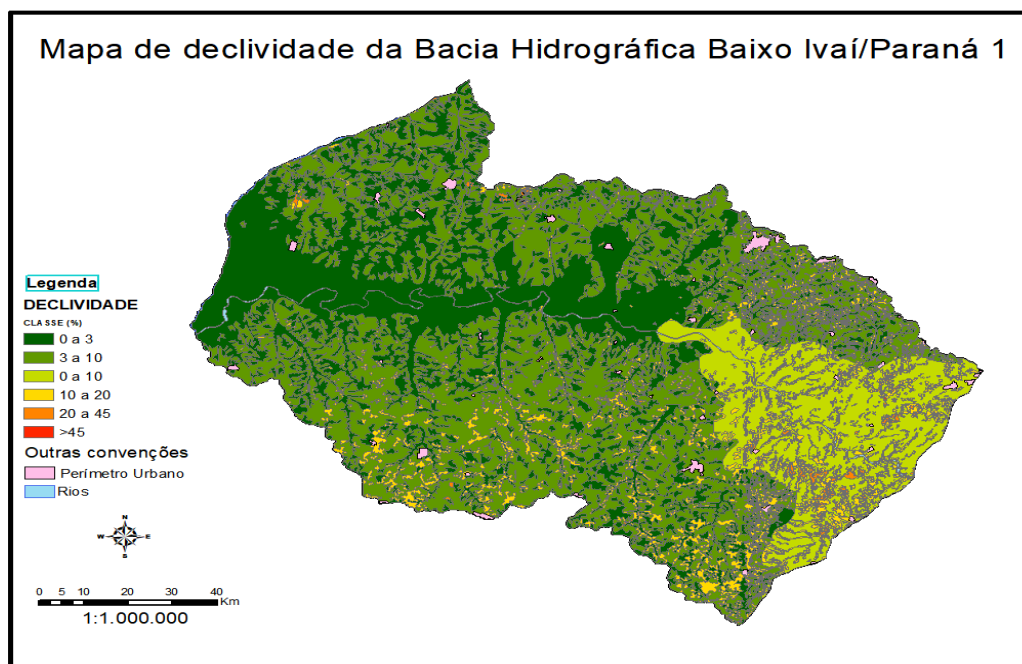 Mapa de declividade da Bacia Hidrográfica Baixo Ivaí/Paraná 1
Legenda
DECLIVIDADE
CLASSE (%)
0 a 3
3 a 10
0 a 10
10 a 20
20 a 45
>45
Outras convenções
Perímetro Urbano
Rios
N
W E
S
0 5 10 20 30 40
Km
1:1.000.000